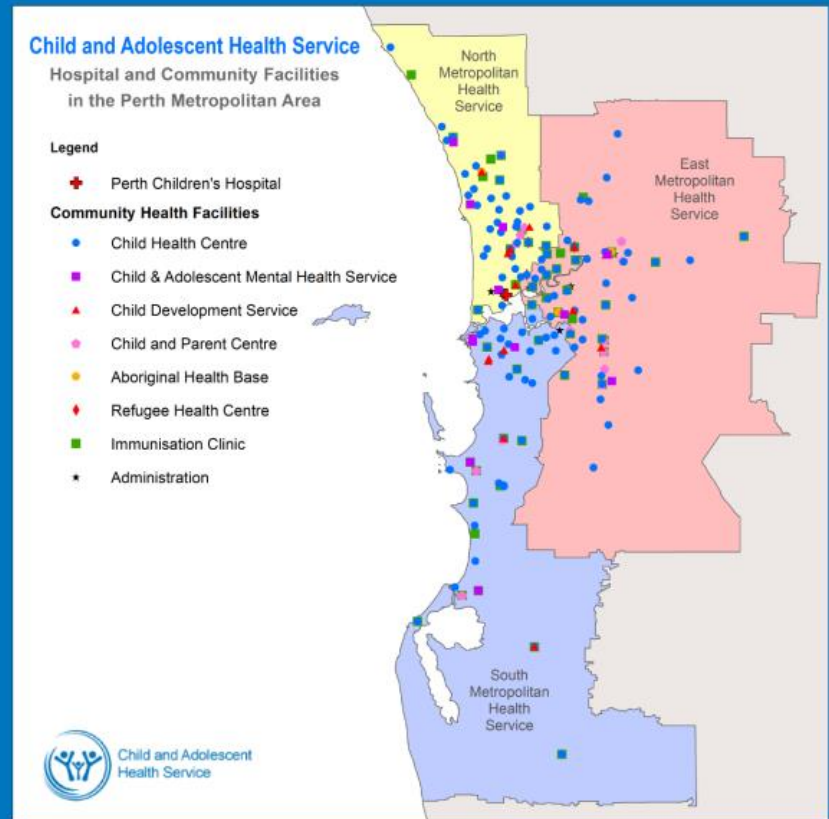 Child and Adolescent Health Service
Hospital and Community Facilities
in the Perth Metropolitan Area
Legend
Perth Children's Hospital
Community Health Facilities
Child Health Centre
Child & Adolescent Mental Health Service
Child Development Service
Child and Parent Centre
Aboriginal Health Base
Refugee Health Centre
Immunisation Clinic
Administration
North
Metropolitan
Health
Service
East
Metropolitan
Health
Service
South
Metropolitan
Health
Service
Child and Adolescent
Health Service